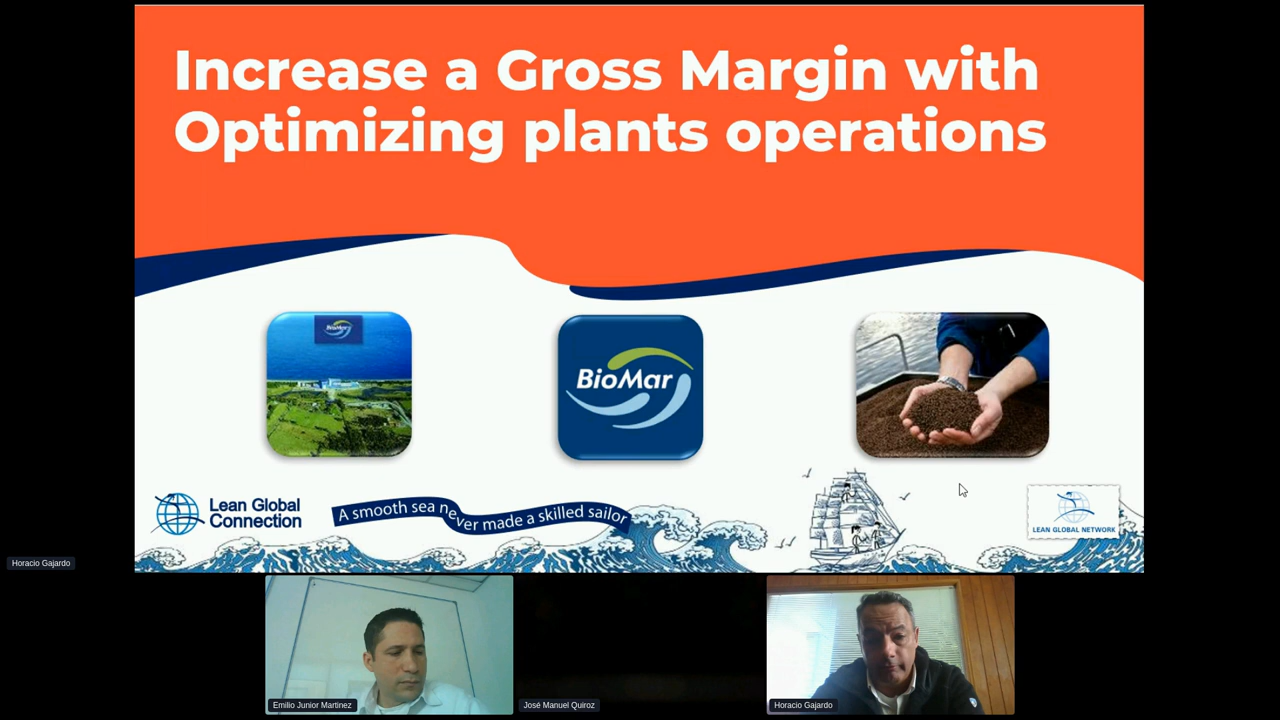 Increase a Gross Margin with
Optimizing plants operations
BioMar
BioMar
Lean Global
Connection
A smooth sea never made a skilled sailor
LEAN GLOBAL NETWORK
Horacio Gajardo
Emilio Junior Martinez
José Manuel Quiroz
Horacio Gajardo